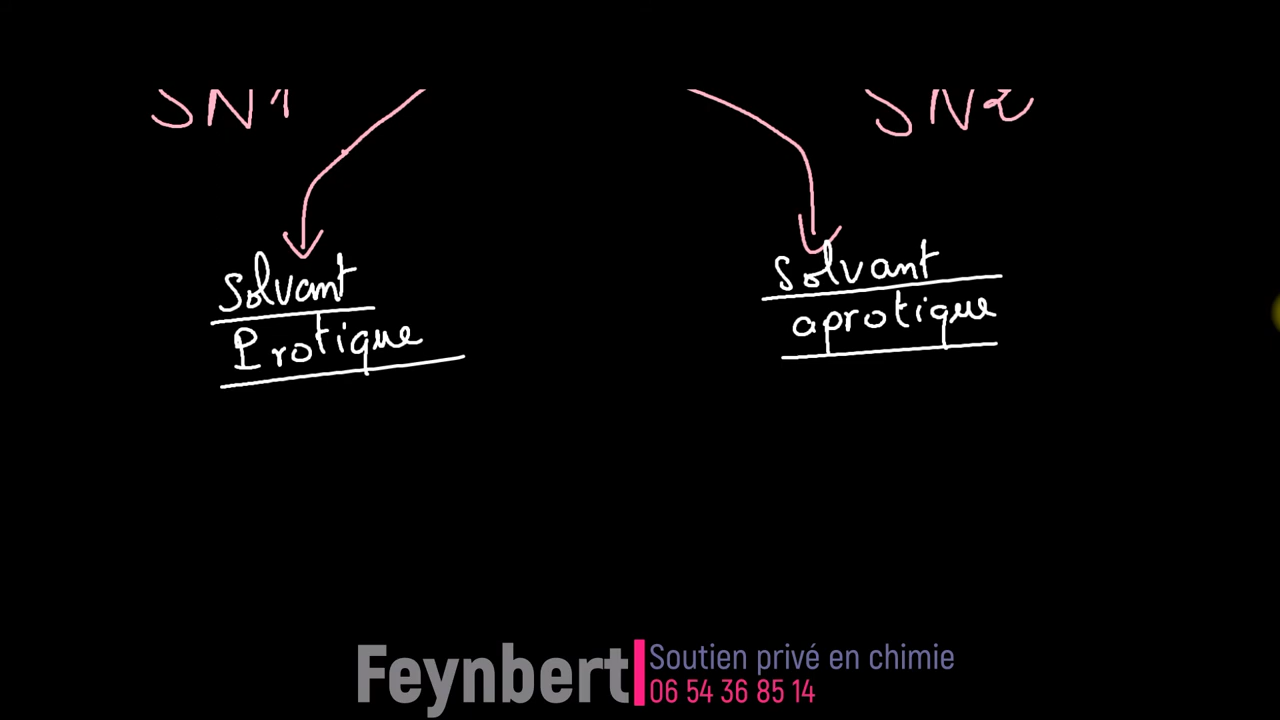 SN1
SN2
Solvant
Protique
Solvant
aprotique
Feynbert
Soutien privé en chimie
06 54 36 85 14